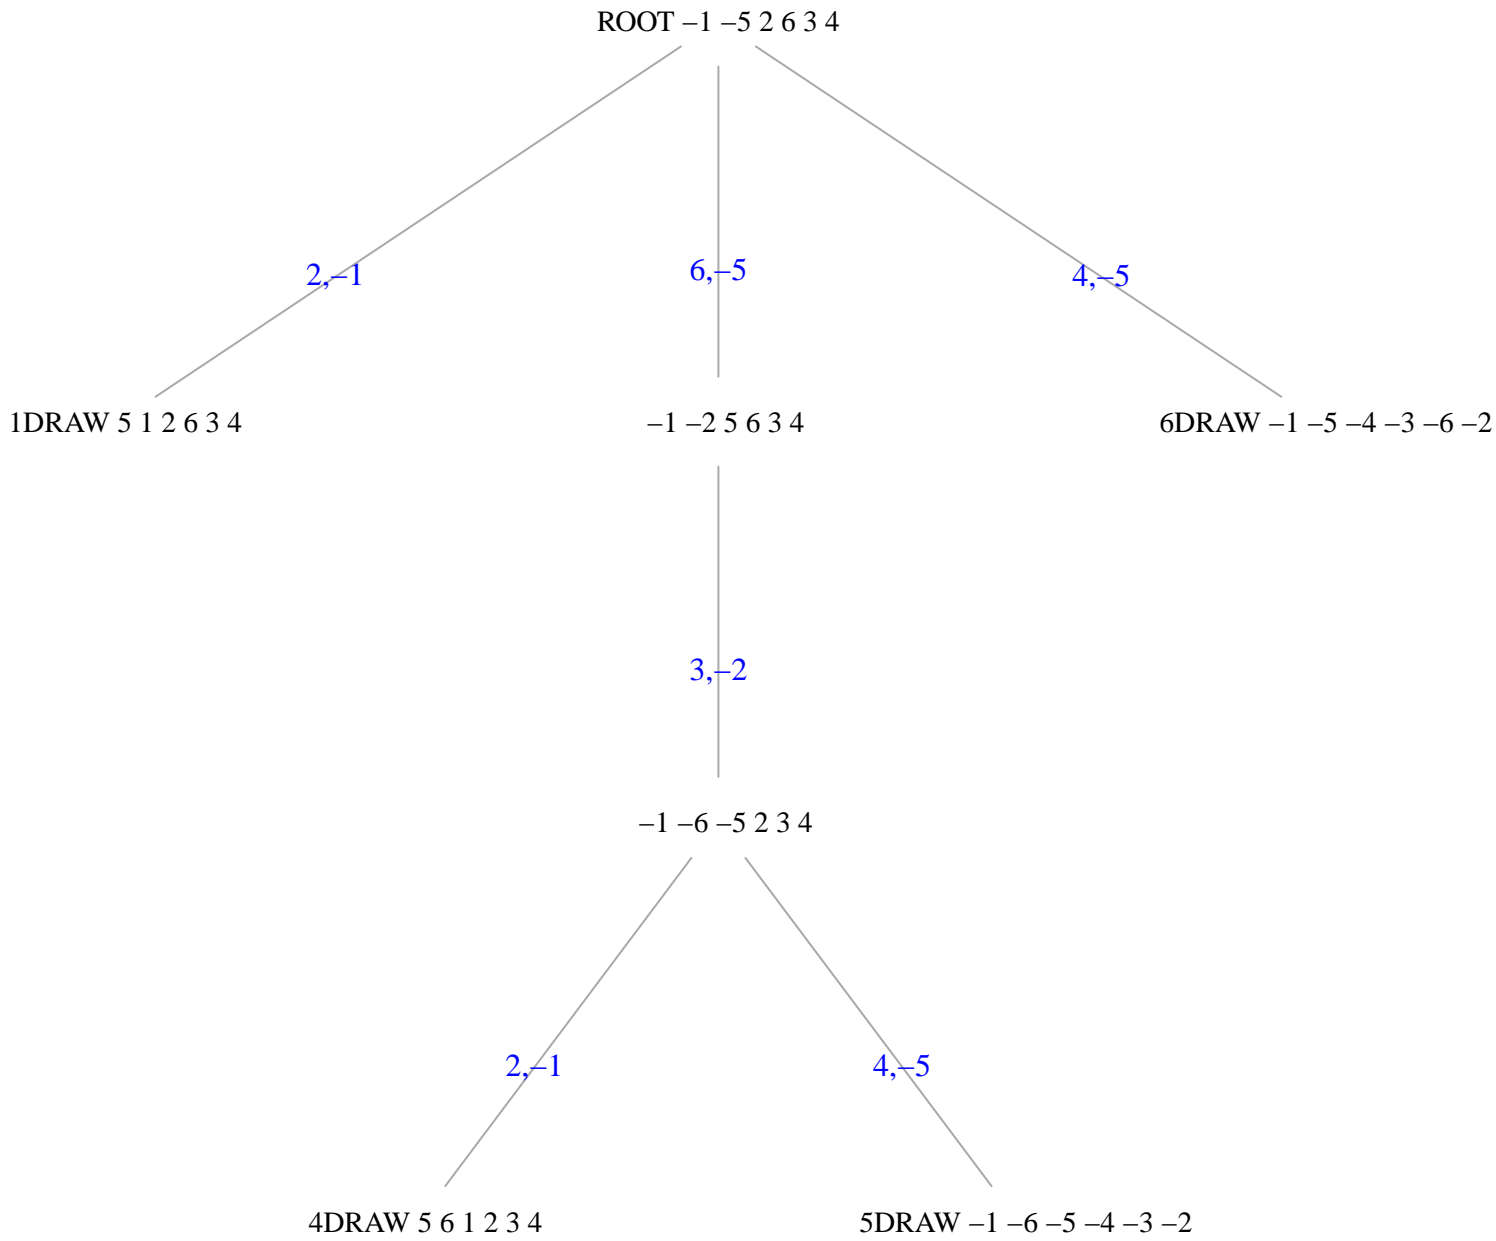 ROOT –1 –5 2 6 3 4
2,–1
6,–5
4,–5
1DRAW 5 1 2 6 3 4
–1 –2 5 6 3 4
6DRAW –1 –5 –4 –3 –6 –2
3,–2
–1 –6 –5 2 3 4
2,–1
4,–5
4DRAW 5 6 1 2 3 4
5DRAW –1 –6 –5 –4 –3 –2